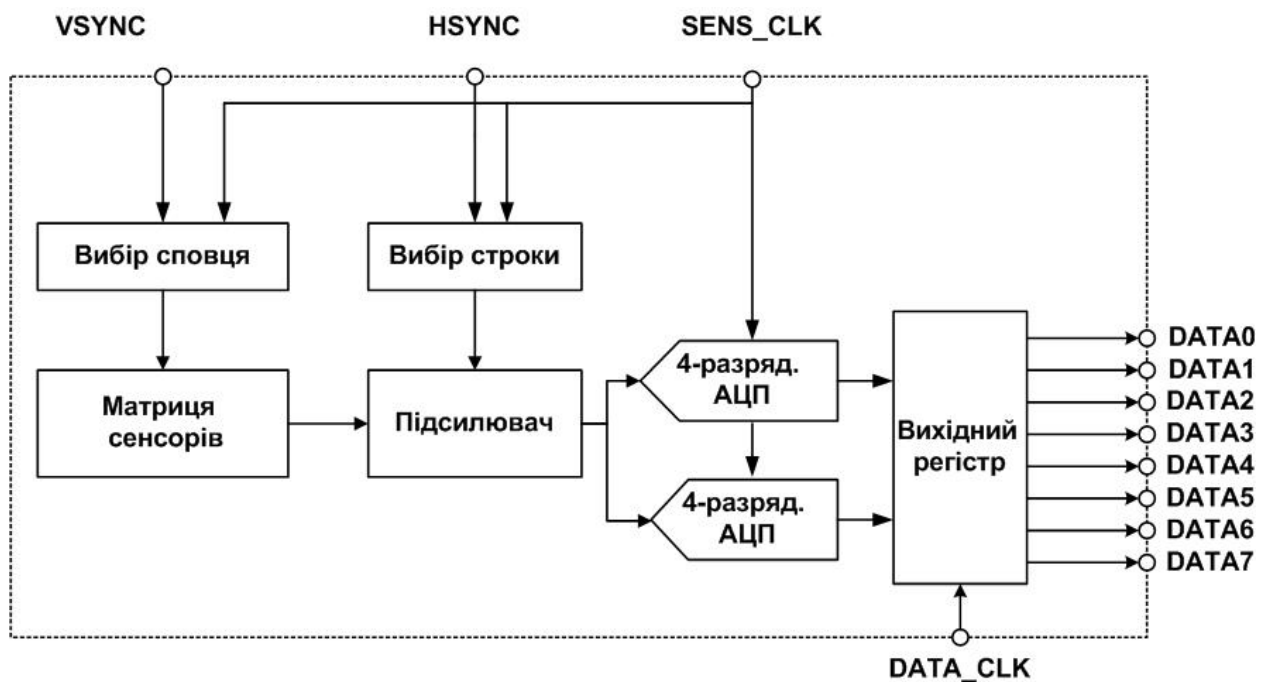 VSYNC HSYNC SENS_CLK
Вибір сповця Вибір строки
Матриця
сенсорів
Підсилювач
4-разряд.
АЦП
4-разряд.
АЦП
Вихідний
регістр
DATA0
DATA1
DATA2
DATA3
DATA4
DATA5
DATA6
DATA7
DATA_CLK